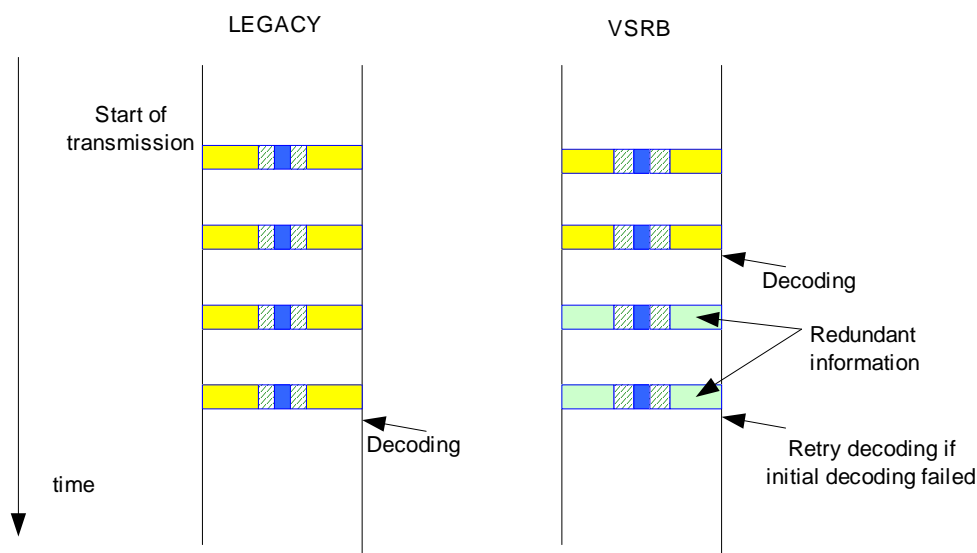 LEGACY
VSRB
Start of
transmission
Decoding
Redundant
information
Decoding
Retry decoding if
initial decoding failed
time